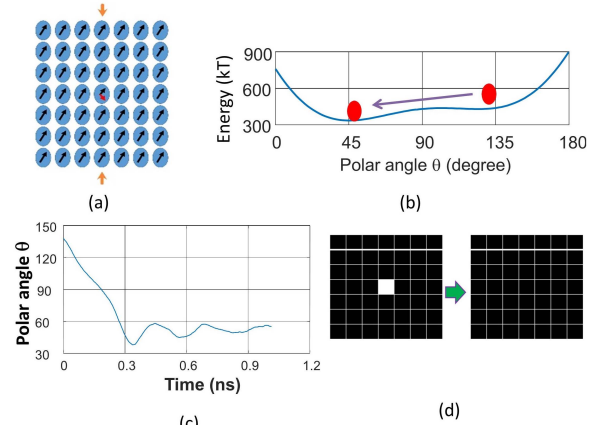 (a)
900
600
300
0
45
90
135
180
Energy (kT)
Polar angle θ (degree)
(b)
150
120
90
60
30
0
0.3
0.6
0.9
1.2
Polar angle θ
Time (ns)
(c)
(d)